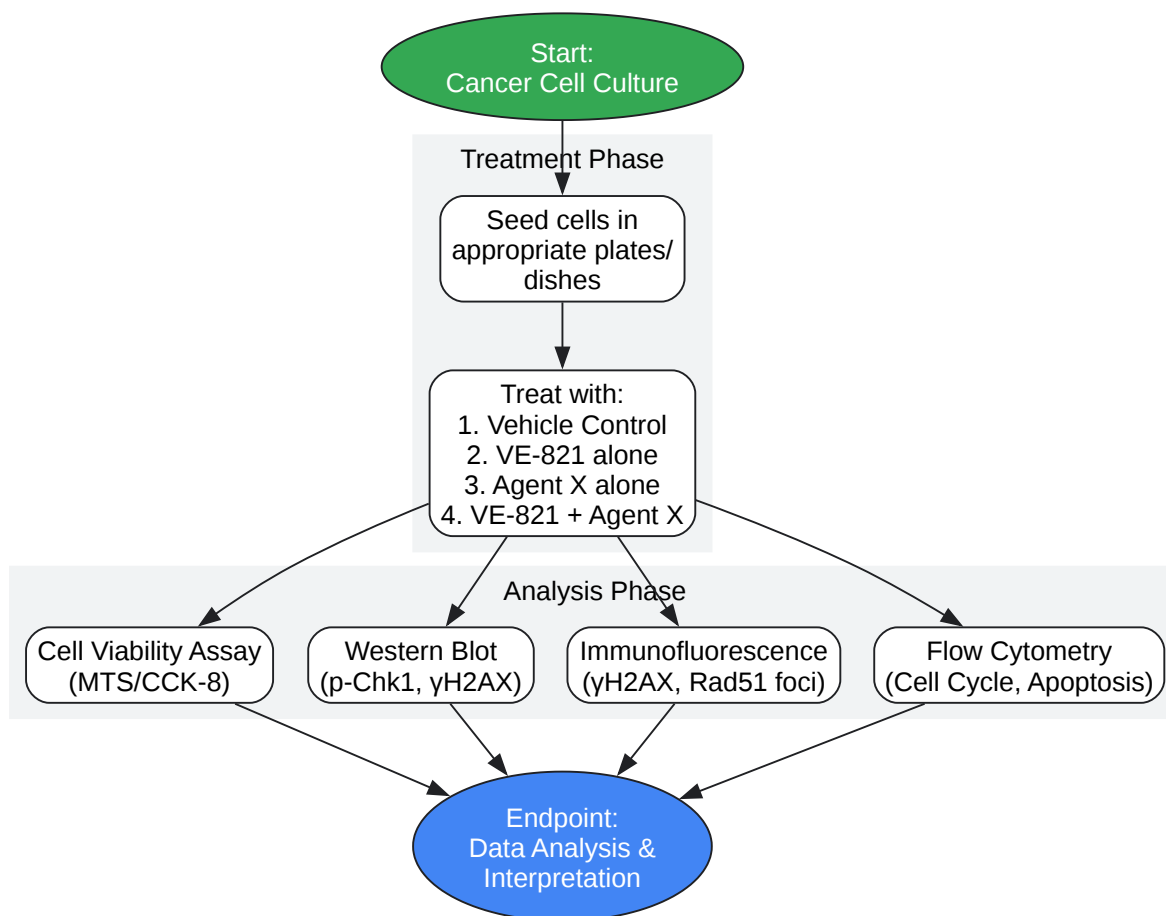 Start:
Cancer Cell Culture
Treatment Phase
Seed cells in
appropriate plates/
dishes
Treat with:
1. Vehicle Control
2. VE-821 alone
3. Agent X alone
4. VE-821 + Agent X
Analysis Phase
Cell Viability Assay
(MTS/CCK-8)
Western Blot
(p-Chk1, γH2AX)
Immunofluorescence
(γH2AX, Rad51 foci)
Flow Cytometry
(Cell Cycle, Apoptosis)
Endpoint:
Data Analysis &
Interpretation